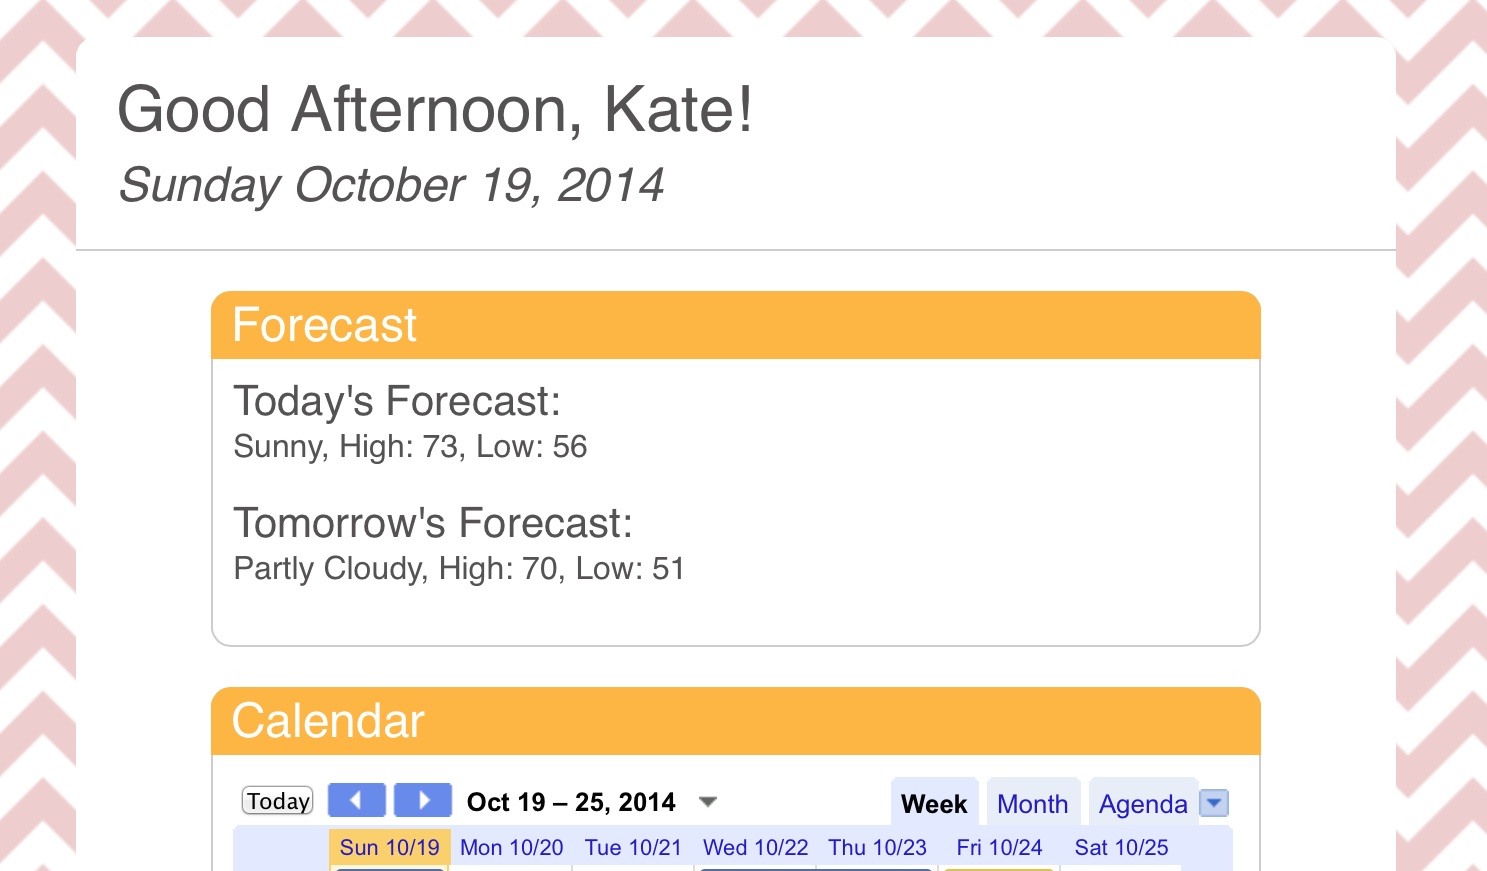 Good Afternoon, Kate!
Sunday October 19, 2014
Forecast
Today's Forecast:
Sunny, High: 73, Low: 56
Tomorrow's Forecast:
Partly Cloudy, High: 70, Low: 51
Calendar
Today Oct 19 – 25, 2014 Week Month Agenda
Sun 10/19 Mon 10/20 Tue 10/21 Wed 10/22 Thu 10/23 Fri 10/24 Sat 10/25